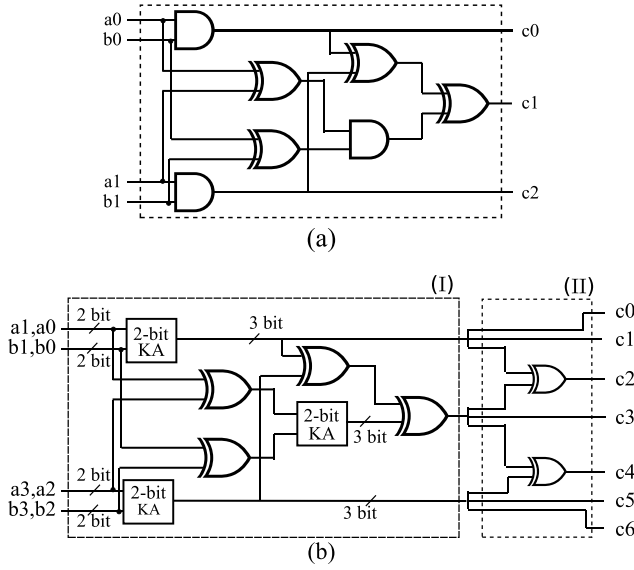 a0
b0
c0
c1
a1
b1
c2
(a)
(I)
(II)
2 bit
3 bit
c0
a1,a0
b1,b0
2-bit
KA
2 bit
c1
c2
2-bit
KA
3 bit
c3
2 bit
a3,a2
b3,b2
2-bit
KA
2 bit
3 bit
c4
c5
c6
(b)